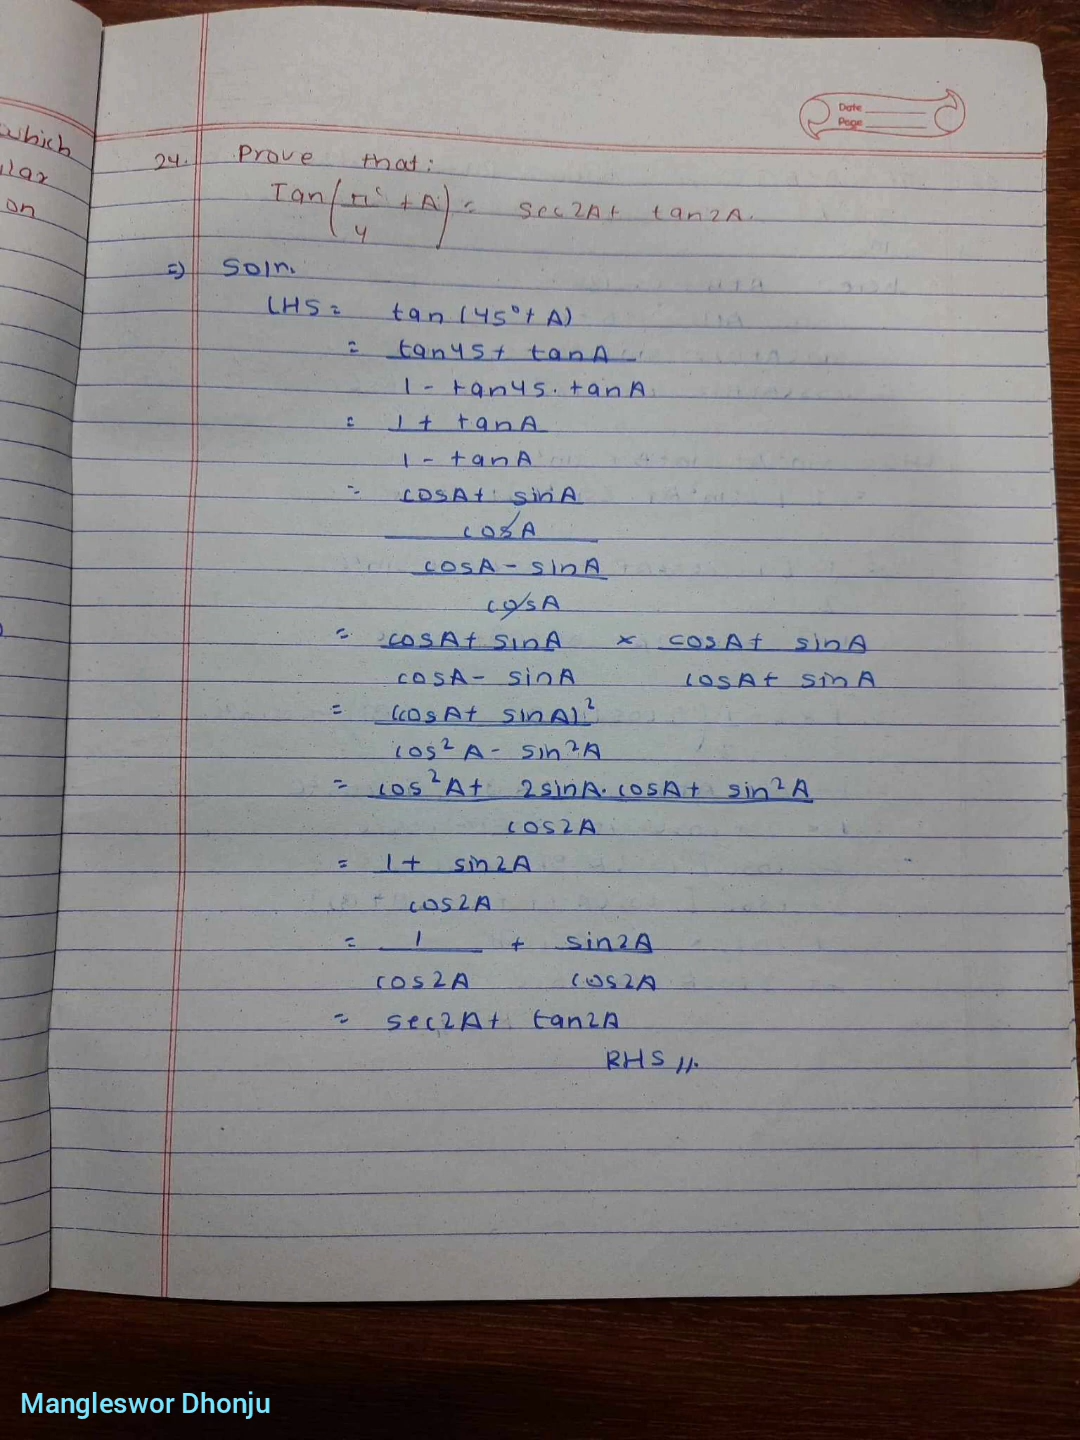 which
ilar
on
Date
Page
24. Prove that:
Tan(π^c/4 + A) = sec2A + tan2A.
=) Soln.
LHS = tan (45° + A)
= tan45 + tanA
1 - tan45. tanA
= 1 + tanA
1 - tanA
= cosA + sinA
cosA
cosA - sinA
cosA
= cosA + sinA × cosA + sinA
cosA - sinA cosA + sinA
= (cosA + sinA)²
cos²A - sin²A
= cos²A + 2sinA. cosA + sin²A
cos2A
= 1 + sin2A
cos2A
= 1 + sin2A
cos2A cos2A
= sec2A + tan2A
RHS //.
Mangleswor Dhonju